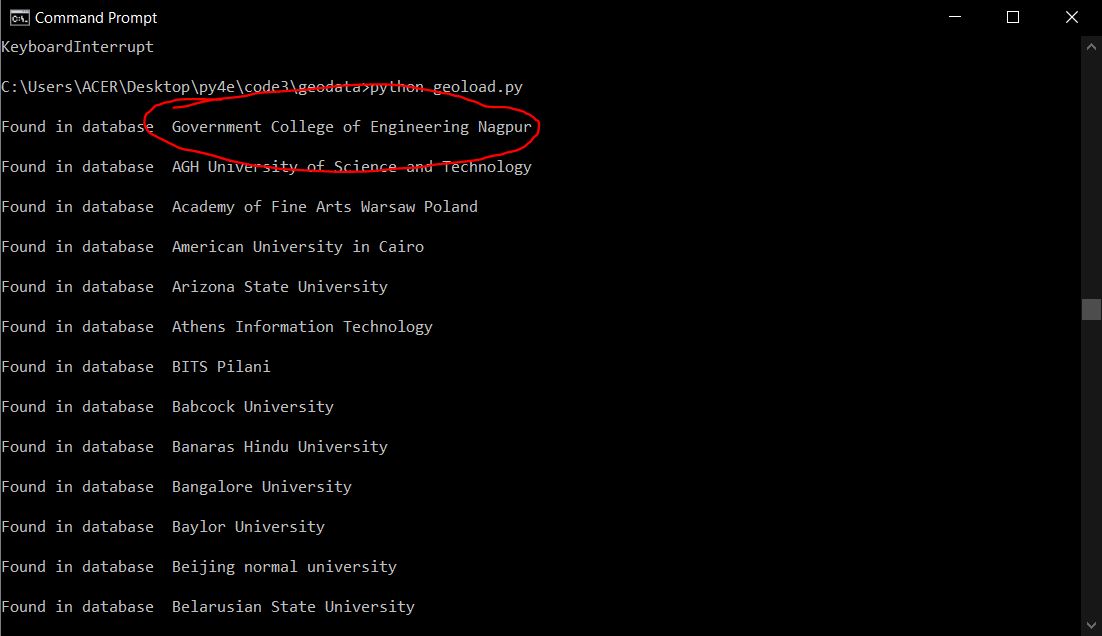 Command Prompt
KeyboardInterrupt
C:\Users\ACER\Desktop\py4e\code3\geodata>python geoload.py
Found in database  Government College of Engineering Nagpur
Found in database  AGH University of Science and Technology
Found in database  Academy of Fine Arts Warsaw Poland
Found in database  American University in Cairo
Found in database  Arizona State University
Found in database  Athens Information Technology
Found in database  BITS Pilani
Found in database  Babcock University
Found in database  Banaras Hindu University
Found in database  Bangalore University
Found in database  Baylor University
Found in database  Beijing normal university
Found in database  Belarusian State University